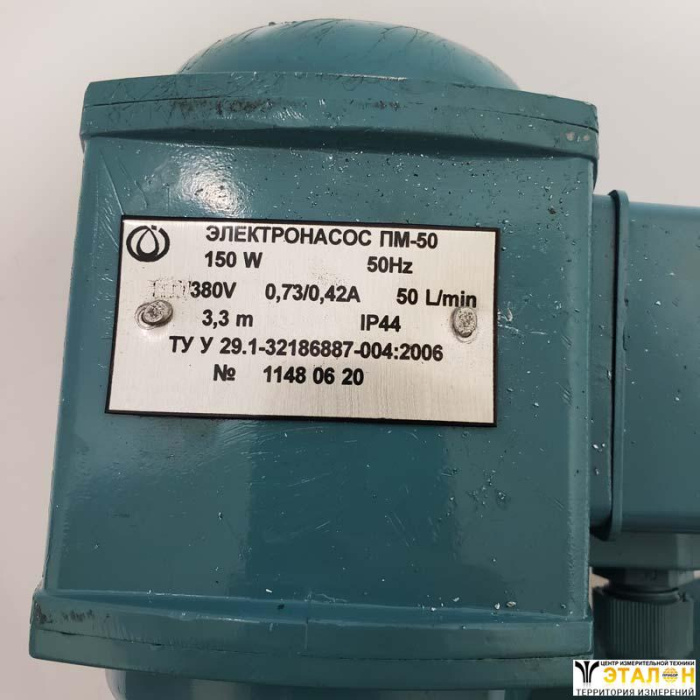 ЭЛЕКТРОНАСОС ПМ-50
150 W 50Hz
/380V 0,73/0,42A 50 L/min
3,3 m IP44
ТУ У 29.1-32186887-004:2006
№ 1148 06 20
ЦЕНТР ИЗМЕРИТЕЛЬНОЙ ТЕХНИКИ
ЭТАЛОН
ТЕРРИТОРИЯ ИЗМЕРЕНИЙ